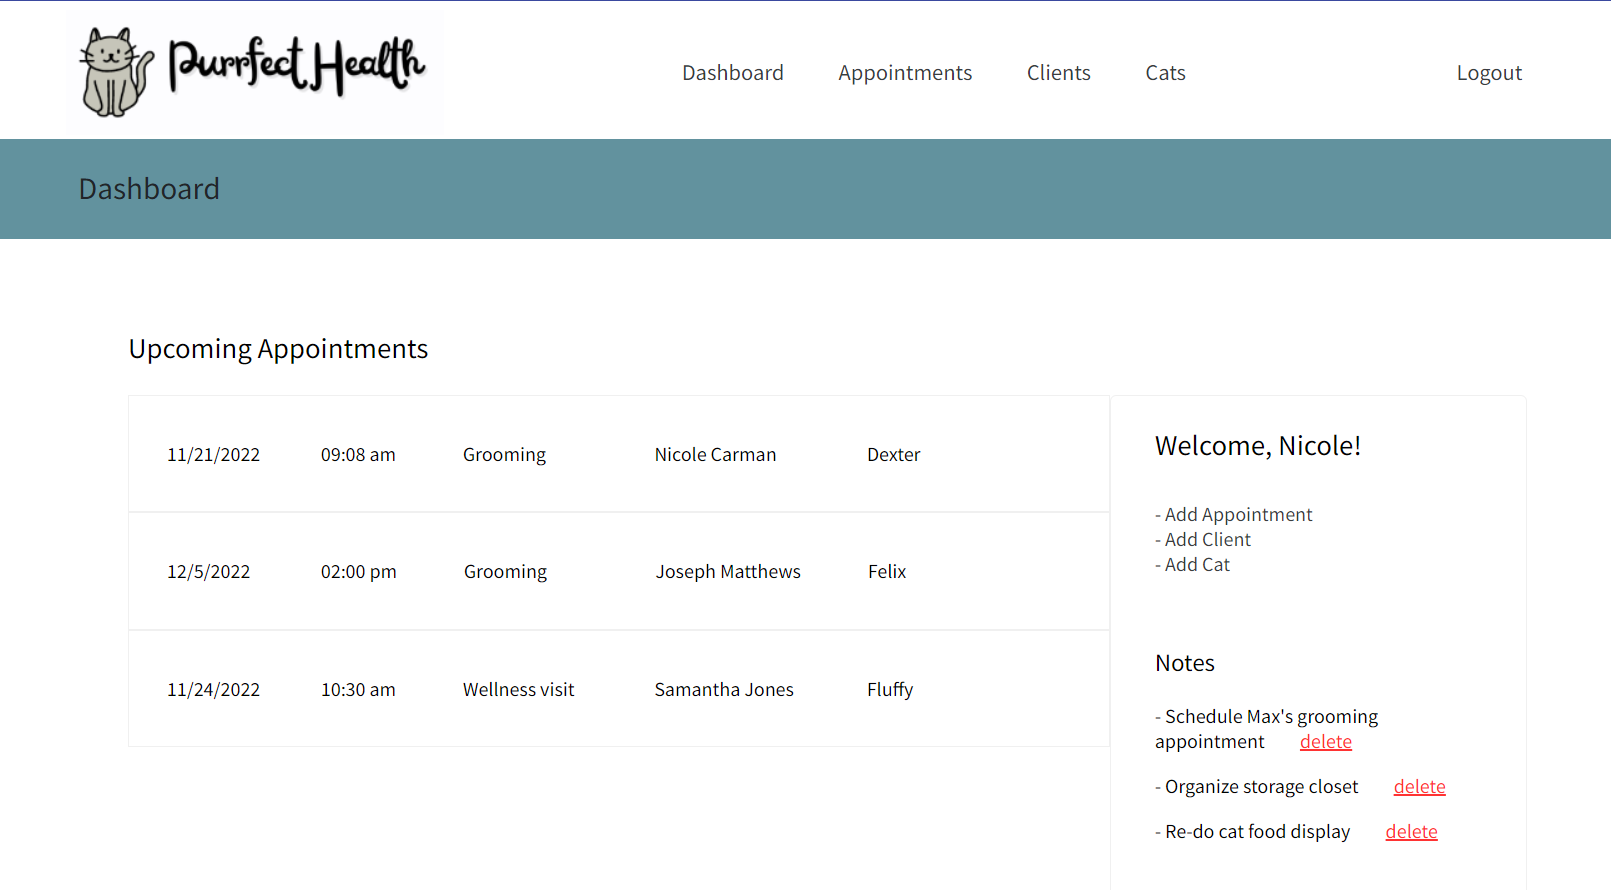 Purrfect Health
Dashboard Appointments Clients Cats Logout
Dashboard
Upcoming Appointments
11/21/2022 09:08 am Grooming Nicole Carman Dexter
12/5/2022 02:00 pm Grooming Joseph Matthews Felix
11/24/2022 10:30 am Wellness visit Samantha Jones Fluffy
Welcome, Nicole!
- Add Appointment
- Add Client
- Add Cat
Notes
- Schedule Max's grooming
appointment delete
- Organize storage closet delete
- Re-do cat food display delete